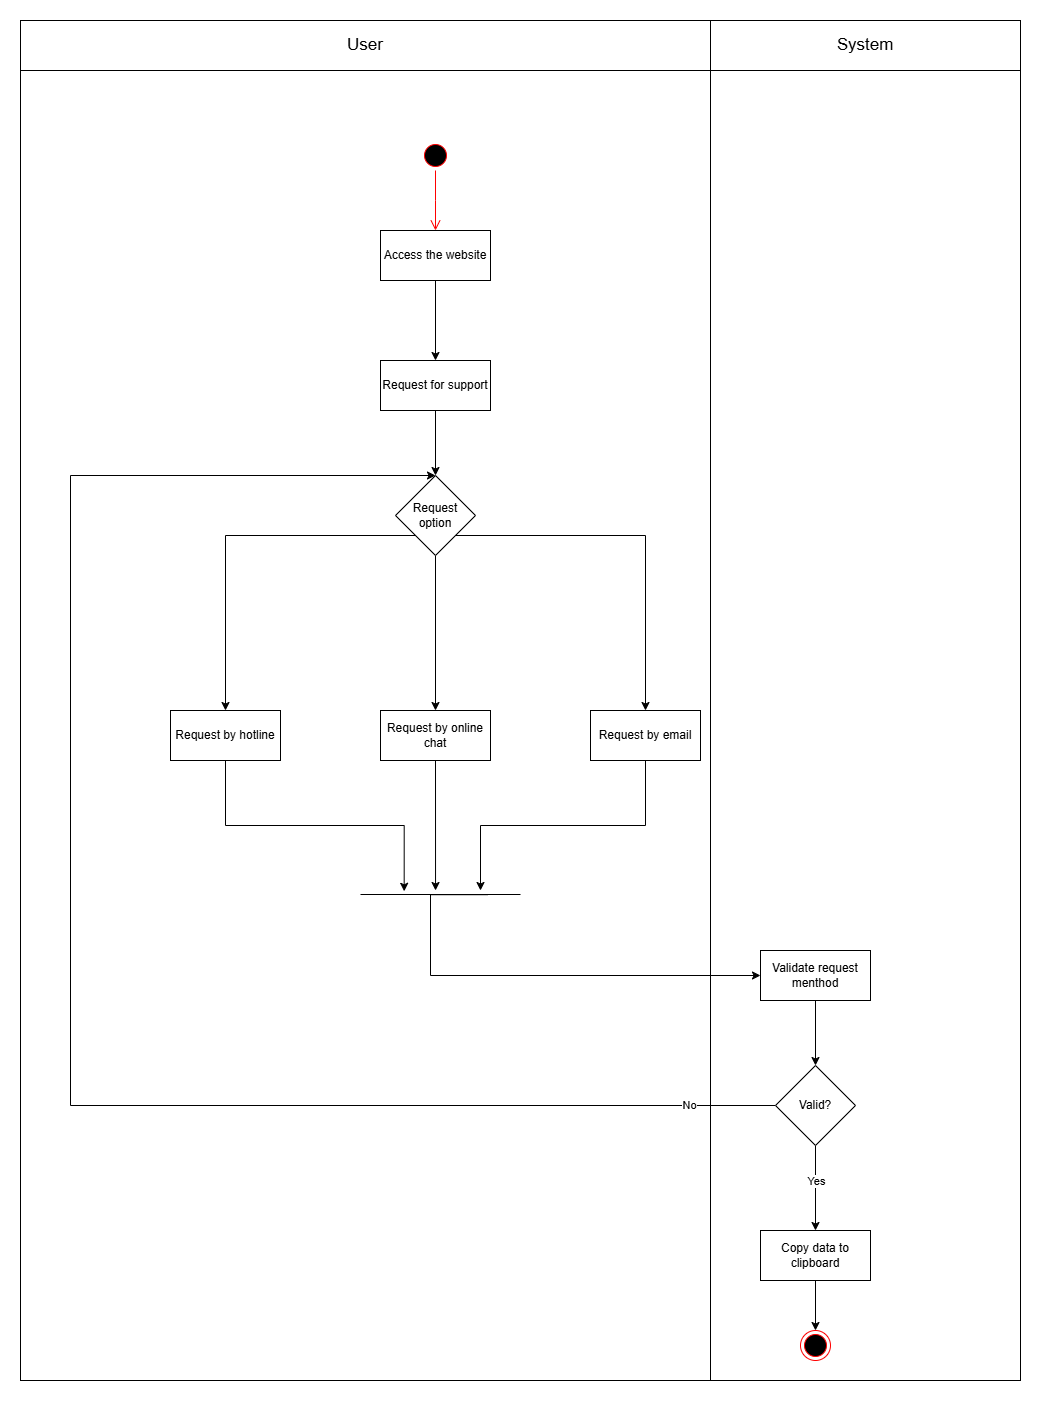 User
System
Access the website
Request for support
Request
option
Request by hotline
Request by online
chat
Request by email
Validate request
menthod
Valid?
No
Yes
Copy data to
clipboard